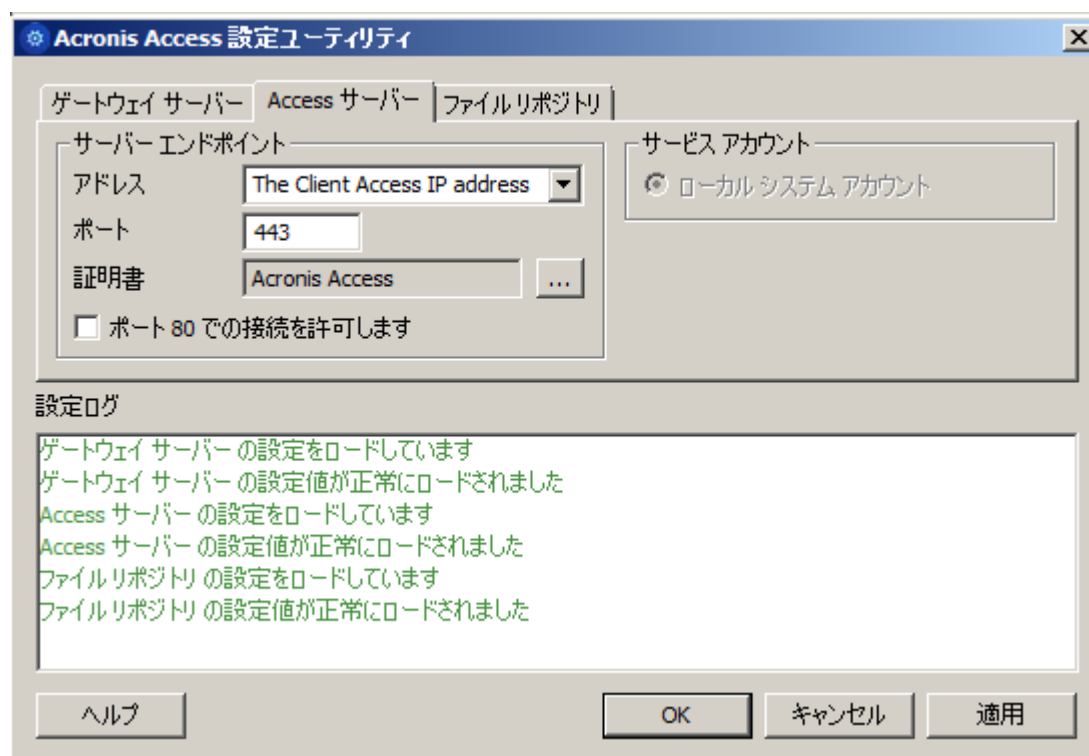 Acronis Access 設定ユーティリティ
ゲートウェイ サーバー
Access サーバー
ファイル リポジトリ
サーバー エンドポイント
アドレス
The Client Access IP address
ポート
443
証明書
Acronis Access
...
ポート 80 での接続を許可します
サービス アカウント
ローカル システム アカウント
設定ログ
ゲートウェイ サーバー の設定をロードしています
ゲートウェイ サーバー の設定値が正常にロードされました
Access サーバー の設定をロードしています
Access サーバー の設定値が正常にロードされました
ファイル リポジトリ の設定をロードしています
ファイル リポジトリ の設定値が正常にロードされました
ヘルプ
OK
キャンセル
適用